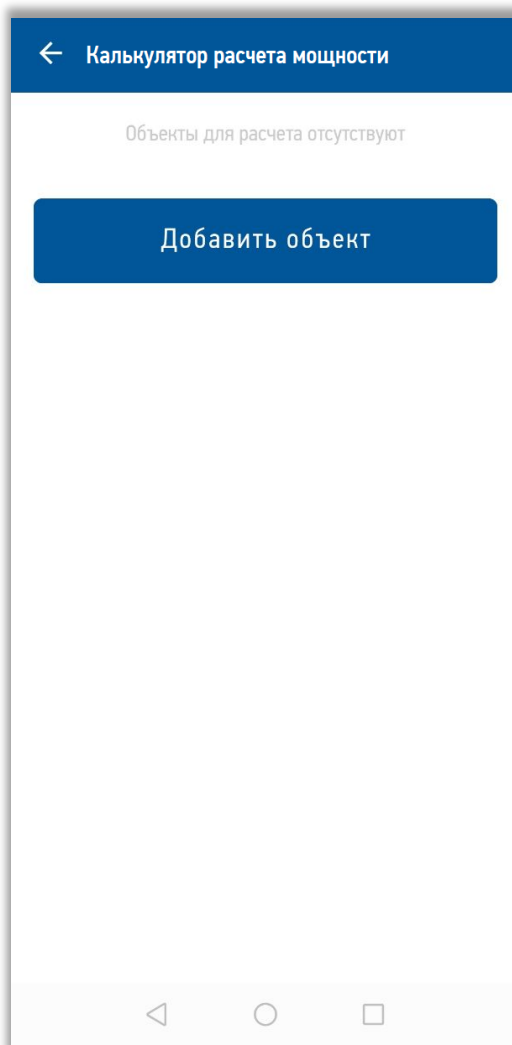 Калькулятор расчета мощности
Объекты для расчета отсутствуют
Добавить объект